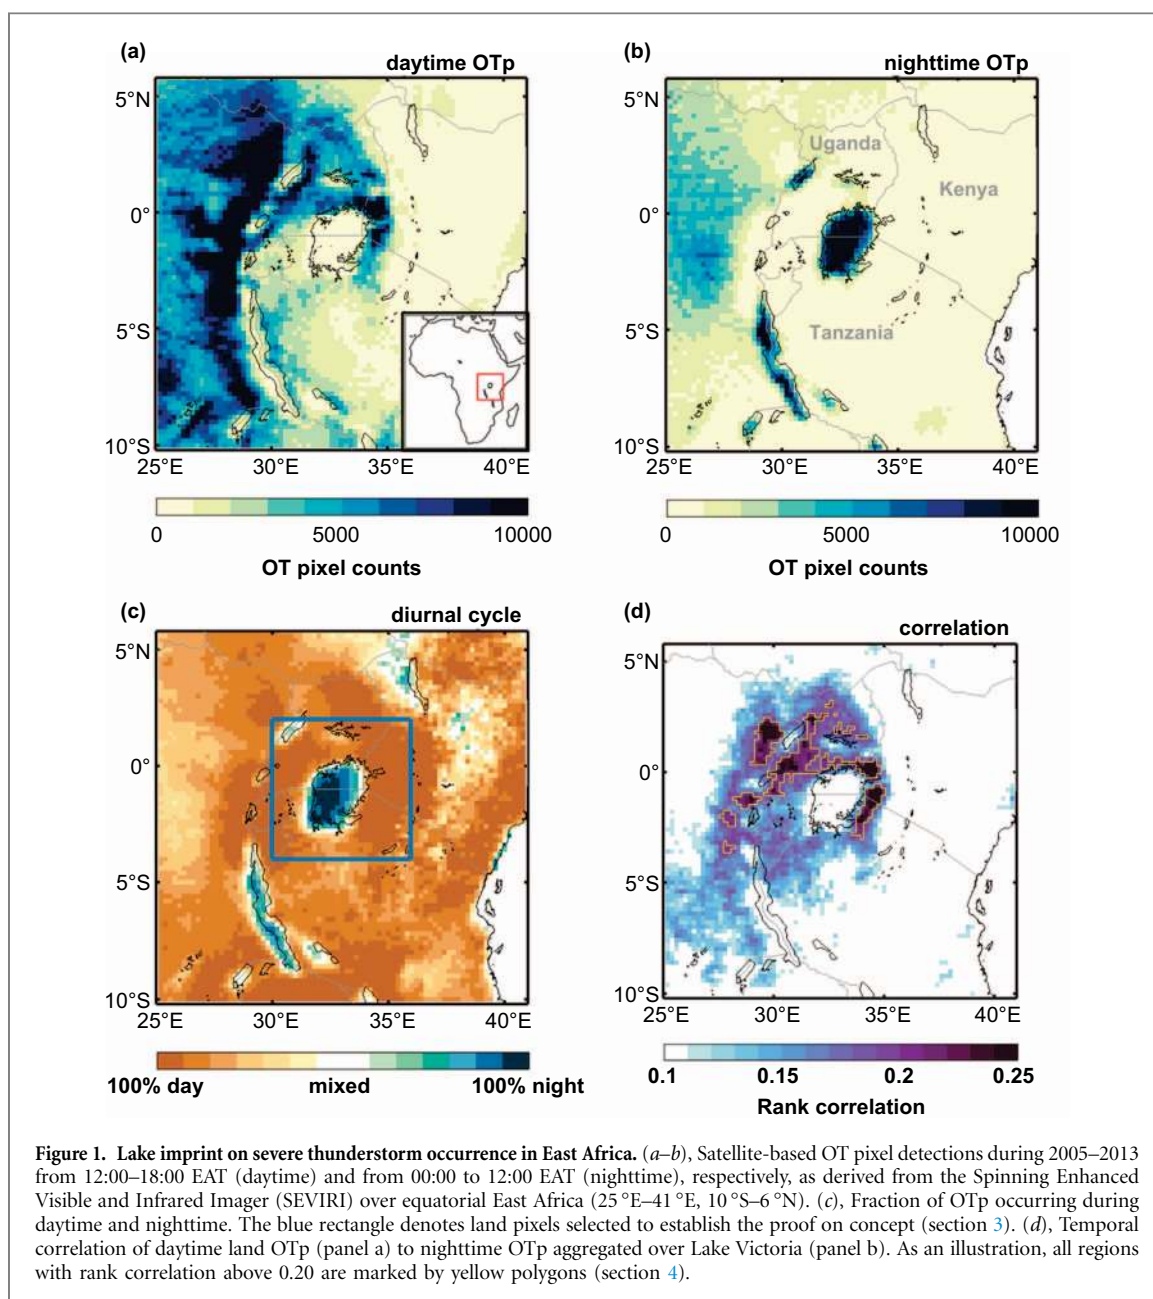 (a)
daytime OTp
5°N
0°
5°S
10°S
25°E 30°E 35°E 40°E
0 5000 10000
OT pixel counts
(b)
nighttime OTp
Uganda
Kenya
Tanzania
5°N
0°
5°S
10°S
25°E 30°E 35°E 40°E
0 5000 10000
OT pixel counts
(c)
diurnal cycle
5°N
0°
5°S
10°S
25°E 30°E 35°E 40°E
100% day mixed 100% night
(d)
correlation
5°N
0°
5°S
10°S
25°E 30°E 35°E 40°E
0.1 0.15 0.2 0.25
Rank correlation
Figure 1. Lake imprint on severe thunderstorm occurrence in East Africa. (a–b), Satellite-based OT pixel detections during 2005–2013
from 12:00–18:00 EAT (daytime) and from 00:00 to 12:00 EAT (nighttime), respectively, as derived from the Spinning Enhanced
Visible and Infrared Imager (SEVIRI) over equatorial East Africa (25 °E–41 °E, 10 °S–6 °N). (c), Fraction of OTp occurring during
daytime and nighttime. The blue rectangle denotes land pixels selected to establish the proof on concept (section 3). (d), Temporal
correlation of daytime land OTp (panel a) to nighttime OTp aggregated over Lake Victoria (panel b). As an illustration, all regions
with rank correlation above 0.20 are marked by yellow polygons (section 4).